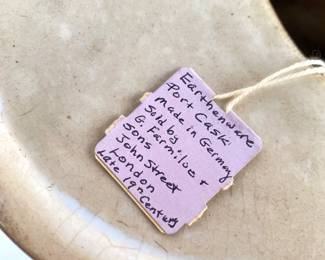 Earthenware
Port Cask
made in Germany
Sold by
G. Farmiloe +
Sons
John Street
London
Late 19th Century